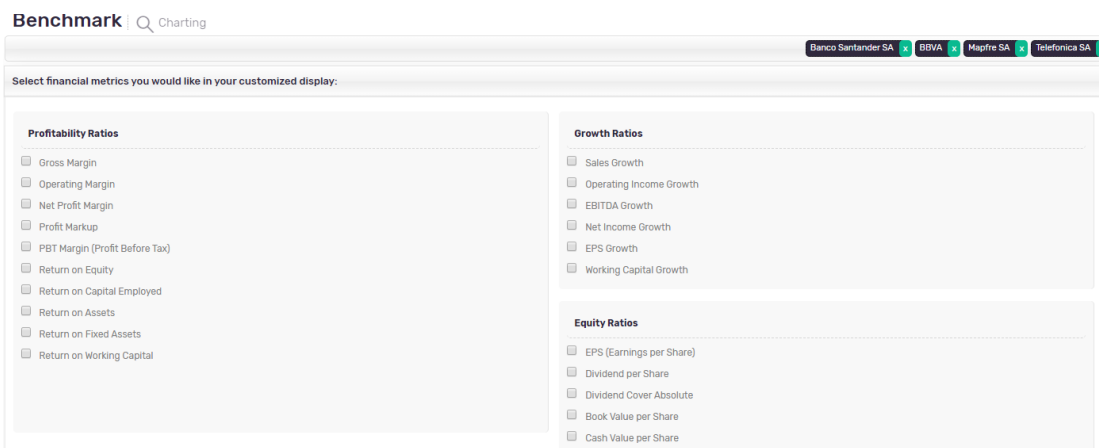 Benchmark Charting
Banco Santander SA x BBVA x Mapfre SA x Telefonica SA
Select financial metrics you would like in your customized display:
Profitability Ratios
Gross Margin
Operating Margin
Net Profit Margin
Profit Markup
PBT Margin (Profit Before Tax)
Return on Equity
Return on Capital Employed
Return on Assets
Return on Fixed Assets
Return on Working Capital
Growth Ratios
Sales Growth
Operating Income Growth
EBITDA Growth
Net Income Growth
EPS Growth
Working Capital Growth
Equity Ratios
EPS (Earnings per Share)
Dividend per Share
Dividend Cover Absolute
Book Value per Share
Cash Value per Share